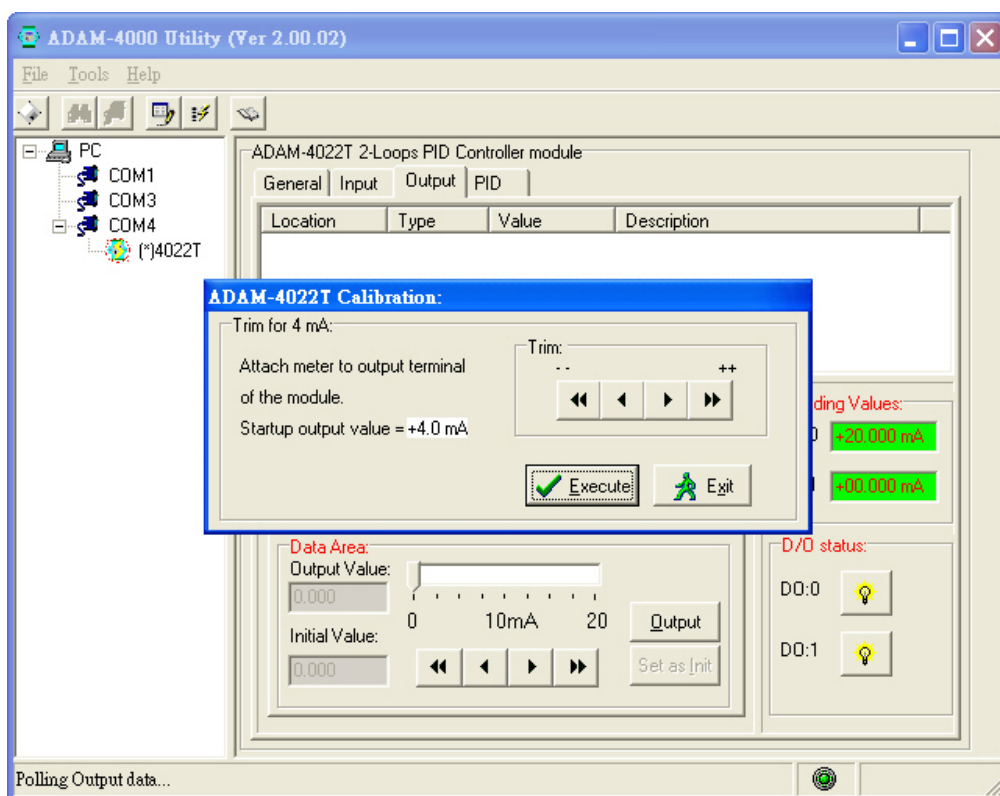 ADAM-4000 Utility (Ver 2.00.02)
File Tools Help
PC
COM1
COM3
COM4
(*)4022T
ADAM-4022T 2-Loops PID Controller module
General Input Output PID
Location Type Value Description
ADAM-4022T Calibration:
Trim for 4 mA:
Attach meter to output terminal
of the module.
Startup output value = +4.0 mA
Trim:
-- ++
Execute Exit
Values:
+20.000 mA
+00.000 mA
Data Area:
Output Value:
0.000
0 10mA 20
Initial Value:
0.000
Output
Set as Init
D/O status:
DO:0
DO:1
Polling Output data...